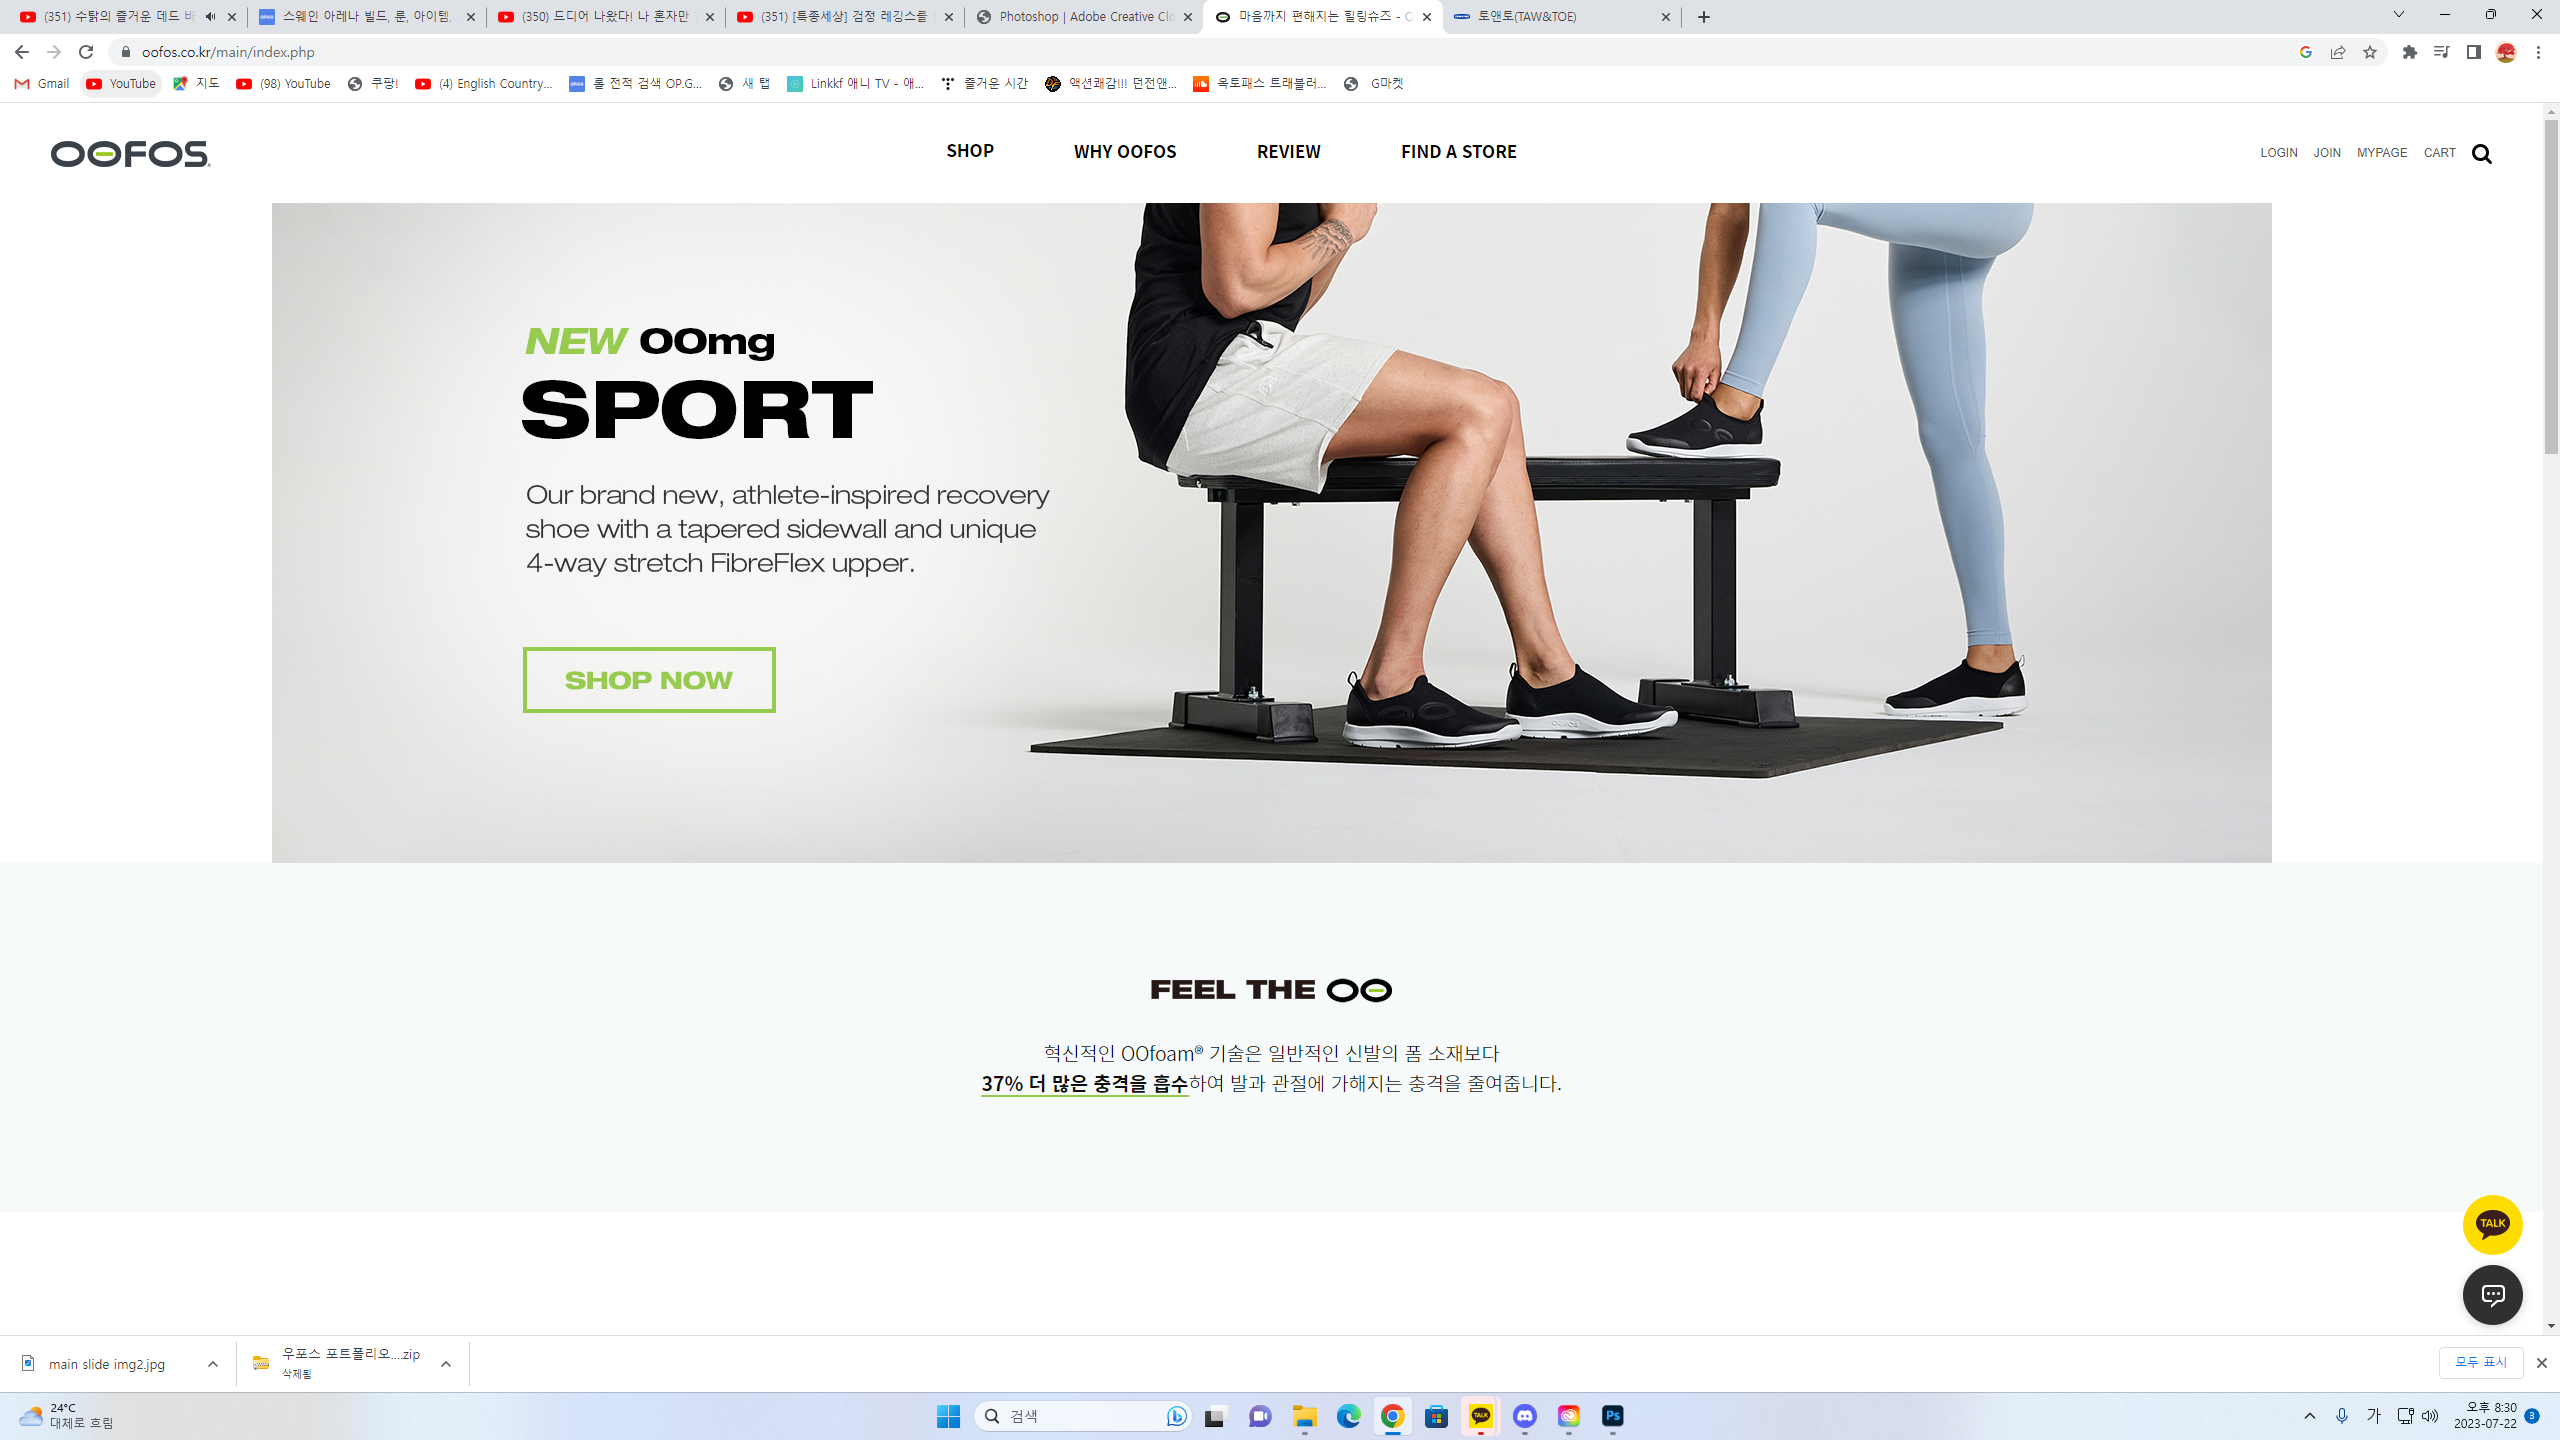 (351) 수탉의 즐거운 데드 바
스웨인 아레나 빌드, 룬, 아이템,
(350) 드디어 나왔다! 나 혼자만
(351) [특종세상] 검정 레깅스를
Photoshop | Adobe Creative Clo
마음까지 편해지는 힐링슈즈 - O
토앤토(TAW&TOE)
oofos.co.kr/main/index.php
Gmail
YouTube
지도
(98) YouTube
쿠팡!
(4) English Country...
롤 전적 검색 OP.G...
새 탭
Linkkf 애니 TV - 애...
즐거운 시간
액션쾌감!!! 던전앤...
옥토패스 트래블러...
G마켓
OOFOS
SHOP
WHY OOFOS
REVIEW
FIND A STORE
LOGIN
JOIN
MYPAGE
CART
NEW OOmg
SPORT
Our brand new, athlete-inspired recovery
shoe with a tapered sidewall and unique
4-way stretch FibreFlex upper.
SHOP NOW
FEEL THE OO
혁신적인 OOfoam® 기술은 일반적인 신발의 폼 소재보다
37% 더 많은 충격을 흡수하여 발과 관절에 가해지는 충격을 줄여줍니다.
TALK
main slide img2.jpg
우포스 포트폴리오....zip
삭제됨
모두 표시
24°C
대체로 흐림
검색
TALK
Ps
가
오후 8:30
2023-07-22
3